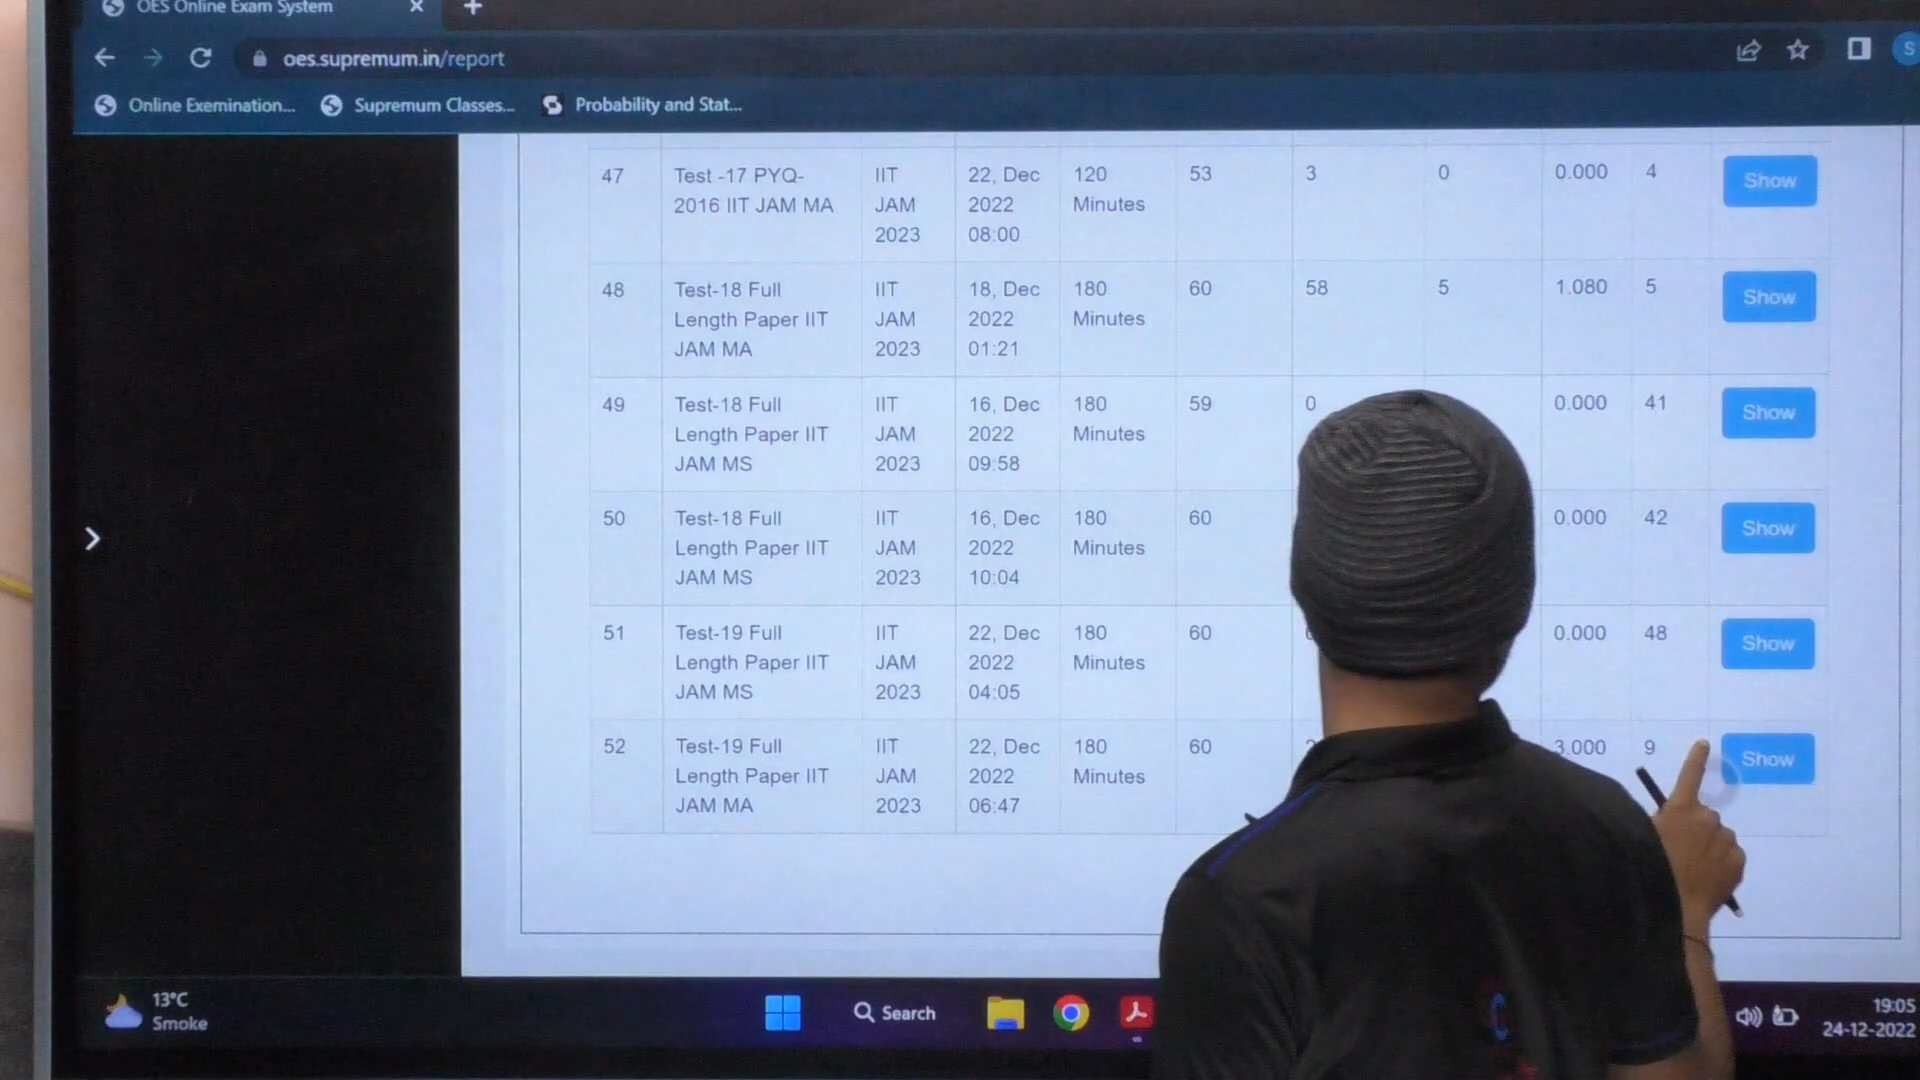 OES Online Exam System
oes.supremum.in/report
S
Online Exemination...
Supremum Classes...
Probability and Stat...
47
Test -17 PYQ-
2016 IIT JAM MA
IIT
JAM
2023
22, Dec
2022
08:00
120
Minutes
53
3
0
0.000
4
Show
48
Test-18 Full
Length Paper IIT
JAM MA
IIT
JAM
2023
18, Dec
2022
01:21
180
Minutes
60
58
5
1.080
5
Show
49
Test-18 Full
Length Paper IIT
JAM MS
IIT
JAM
2023
16, Dec
2022
09:58
180
Minutes
59
0
0.000
41
Show
50
Test-18 Full
Length Paper IIT
JAM MS
IIT
JAM
2023
16, Dec
2022
10:04
180
Minutes
60
0.000
42
Show
51
Test-19 Full
Length Paper IIT
JAM MS
IIT
JAM
2023
22, Dec
2022
04:05
180
Minutes
60
0.000
48
Show
52
Test-19 Full
Length Paper IIT
JAM MA
IIT
JAM
2023
22, Dec
2022
06:47
180
Minutes
60
3.000
9
Show
13°C
Smoke
Search
19:05
24-12-2022